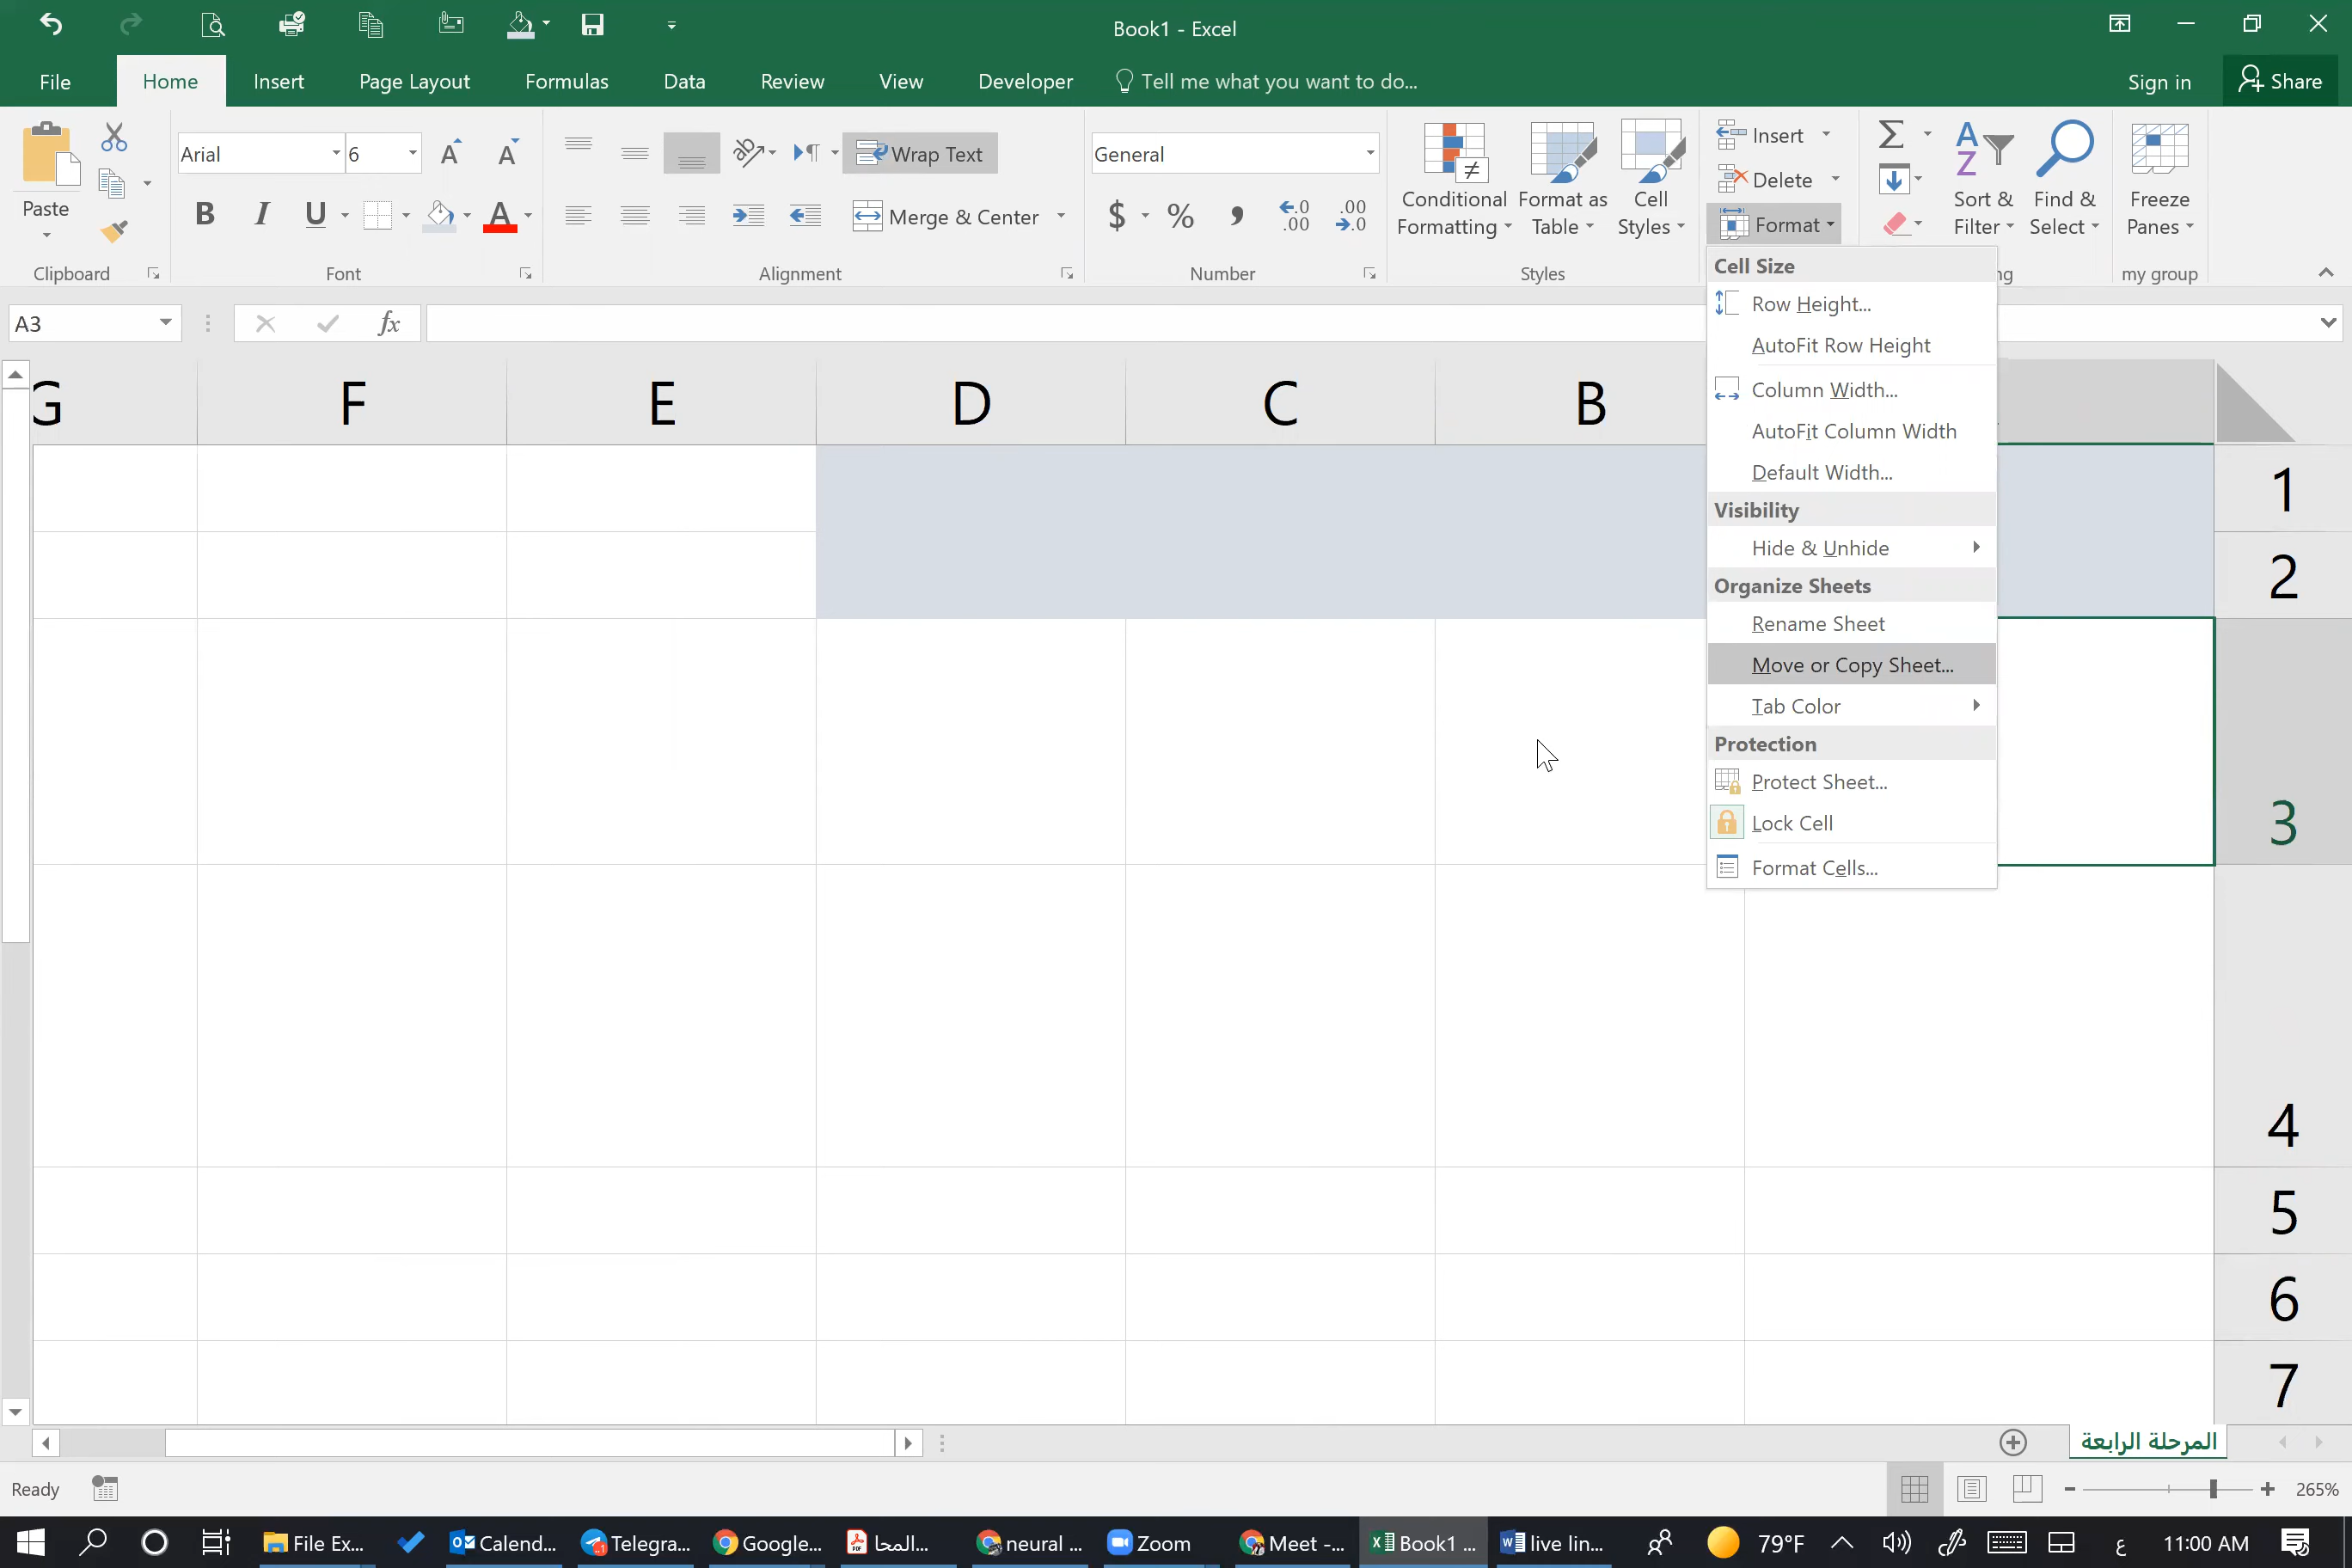 Book1 - Excel
File Home Insert Page Layout Formulas Data Review View Developer Tell me what you want to do... Sign in Share
Paste
Clipboard
Arial 6
B I U A
Font
Wrap Text
Merge & Center
Alignment
General
$ % ,
Number
Conditional Formatting
Format as Table
Cell Styles
Styles
Insert
Delete
Format
Sort & Filter
Find & Select
ng
Freeze Panes
my group
Cell Size
Row Height...
AutoFit Row Height
Column Width...
AutoFit Column Width
Default Width...
Visibility
Hide & Unhide
Organize Sheets
Rename Sheet
Move or Copy Sheet...
Tab Color
Protection
Protect Sheet...
Lock Cell
Format Cells...
A3 fx
G F E D C B
1
2
3
4
5
6
7
المرحلة الرابعة
Ready 265%
File Ex... Calend... Telegra... Google... المحا... neural ... Zoom Meet -... Book1 ... live lin... 79°F ع 11:00 AM